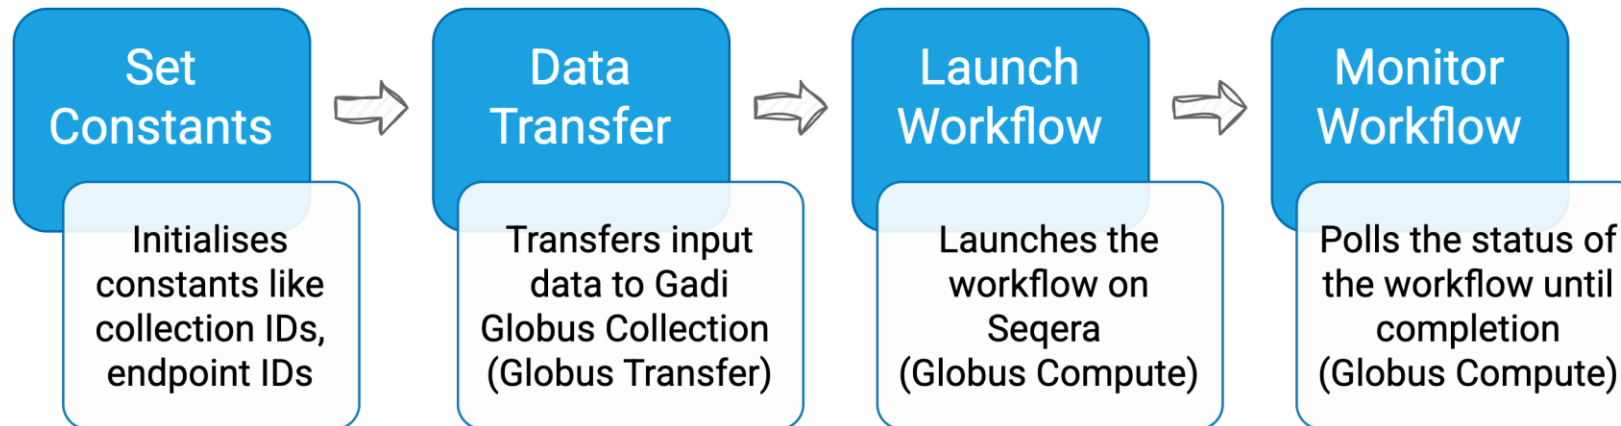 Set
Constants
Initialises
constants like
collection IDs,
endpoint IDs
Data
Transfer
Transfers input
data to Gadi
Globus Collection
(Globus Transfer)
Launch
Workflow
Launches the
workflow on
Seqera
(Globus Compute)
Monitor
Workflow
Polls the status of
the workflow until
completion
(Globus Compute)